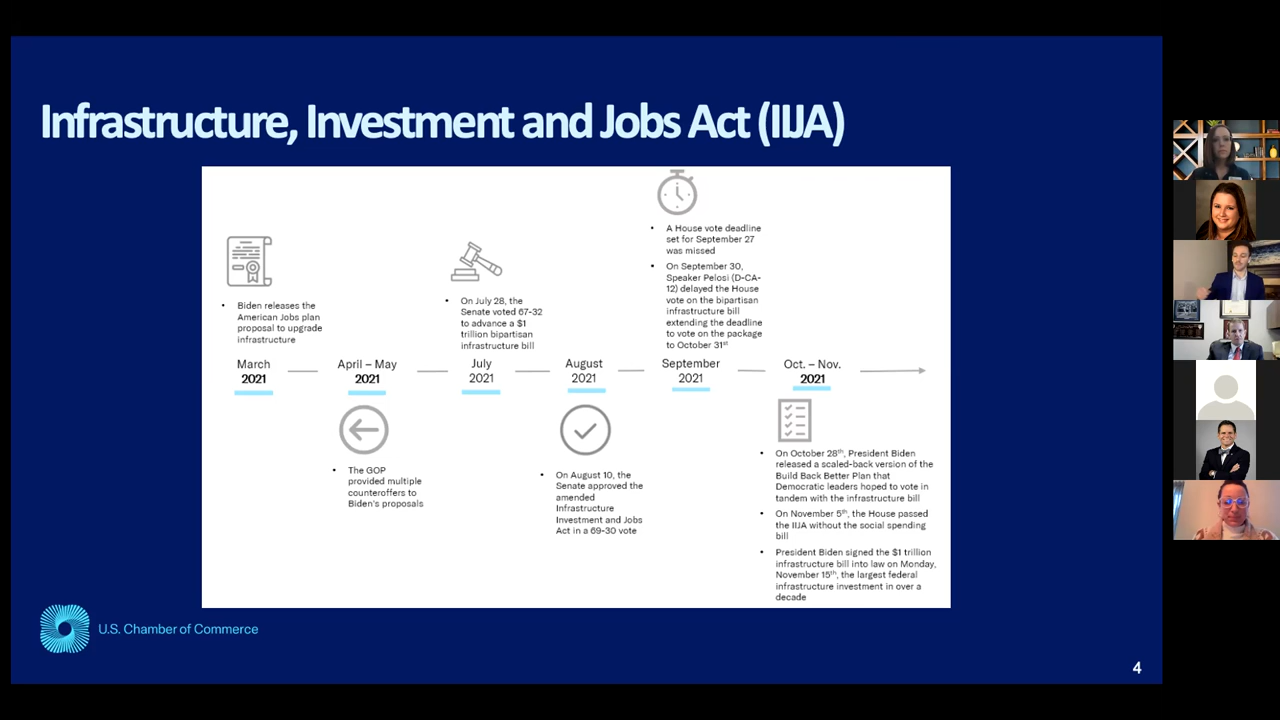 Infrastructure, Investment and Jobs Act (IIJA)
• Biden releases the
American Jobs plan
proposal to upgrade
infrastructure
• On July 28, the
Senate voted 67-32
to advance a $1
trillion bipartisan
infrastructure bill
• A House vote deadline
set for September 27
was missed
• On September 30,
Speaker Pelosi (D-CA-
12) delayed the House
vote on the bipartisan
infrastructure bill
extending the deadline
to vote on the package
to October 31st
March
2021
April – May
2021
July
2021
August
2021
September
2021
Oct. – Nov.
2021
• The GOP
provided multiple
counteroffers to
Biden's proposals
• On August 10, the
Senate approved the
amended
Infrastructure
Investment and Jobs
Act in a 69-30 vote
• On October 28th, President Biden
released a scaled-back version of the
Build Back Better Plan that
Democratic leaders hoped to vote in
tandem with the infrastructure bill
• On November 5th, the House passed
the IIJA without the social spending
bill
• President Biden signed the $1 trillion
infrastructure bill into law on Monday,
November 15th, the largest federal
infrastructure investment in over a
decade
U.S. Chamber of Commerce
4